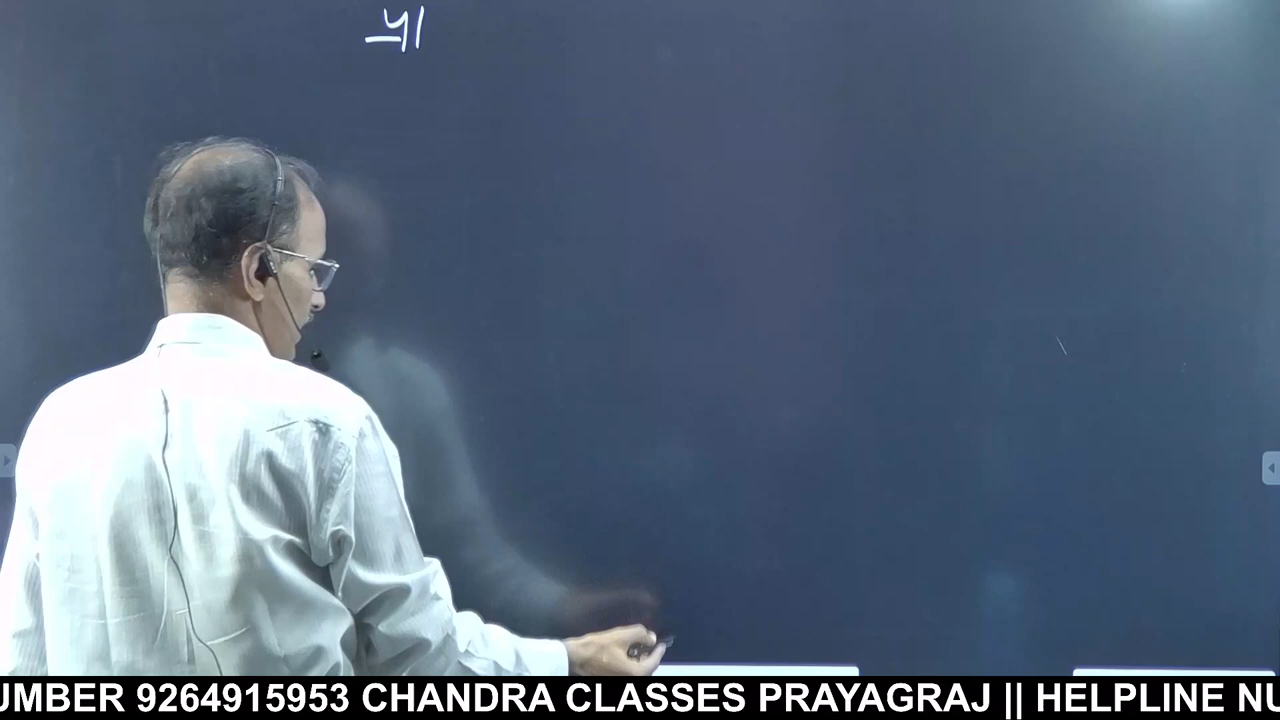 पा
UMBER 9264915953 CHANDRA CLASSES PRAYAGRAJ || HELPLINE NU